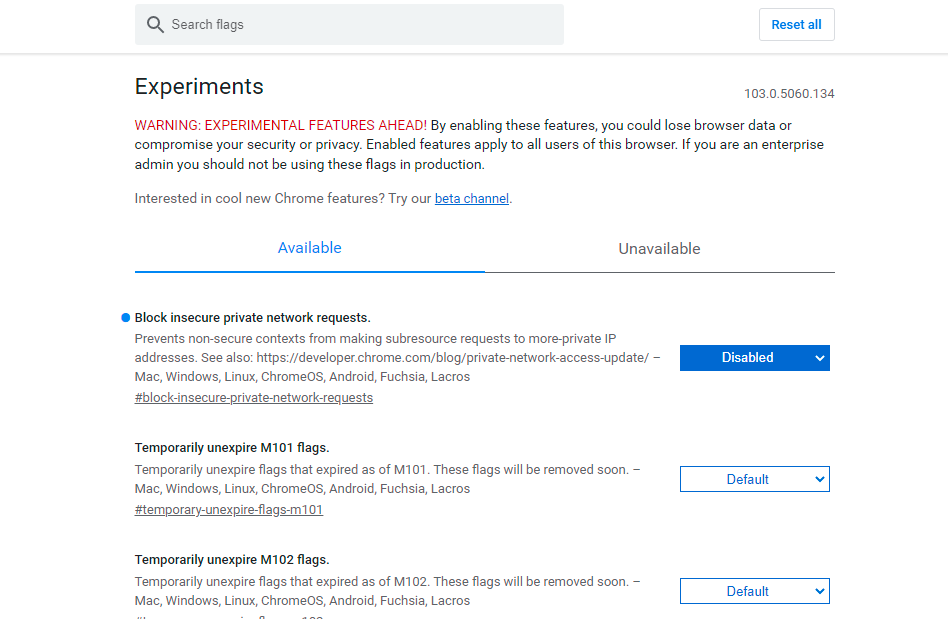 Search flags
Reset all
Experiments
103.0.5060.134
WARNING: EXPERIMENTAL FEATURES AHEAD! By enabling these features, you could lose browser data or
compromise your security or privacy. Enabled features apply to all users of this browser. If you are an enterprise
admin you should not be using these flags in production.
Interested in cool new Chrome features? Try our beta channel.
Available
Unavailable
Block insecure private network requests.
Prevents non-secure contexts from making subresource requests to more-private IP
addresses. See also: https://developer.chrome.com/blog/private-network-access-update/ –
Mac, Windows, Linux, ChromeOS, Android, Fuchsia, Lacros
#block-insecure-private-network-requests
Disabled
Temporarily unexpire M101 flags.
Temporarily unexpire flags that expired as of M101. These flags will be removed soon. –
Mac, Windows, Linux, ChromeOS, Android, Fuchsia, Lacros
#temporary-unexpire-flags-m101
Default
Temporarily unexpire M102 flags.
Temporarily unexpire flags that expired as of M102. These flags will be removed soon. –
Mac, Windows, Linux, ChromeOS, Android, Fuchsia, Lacros
Default